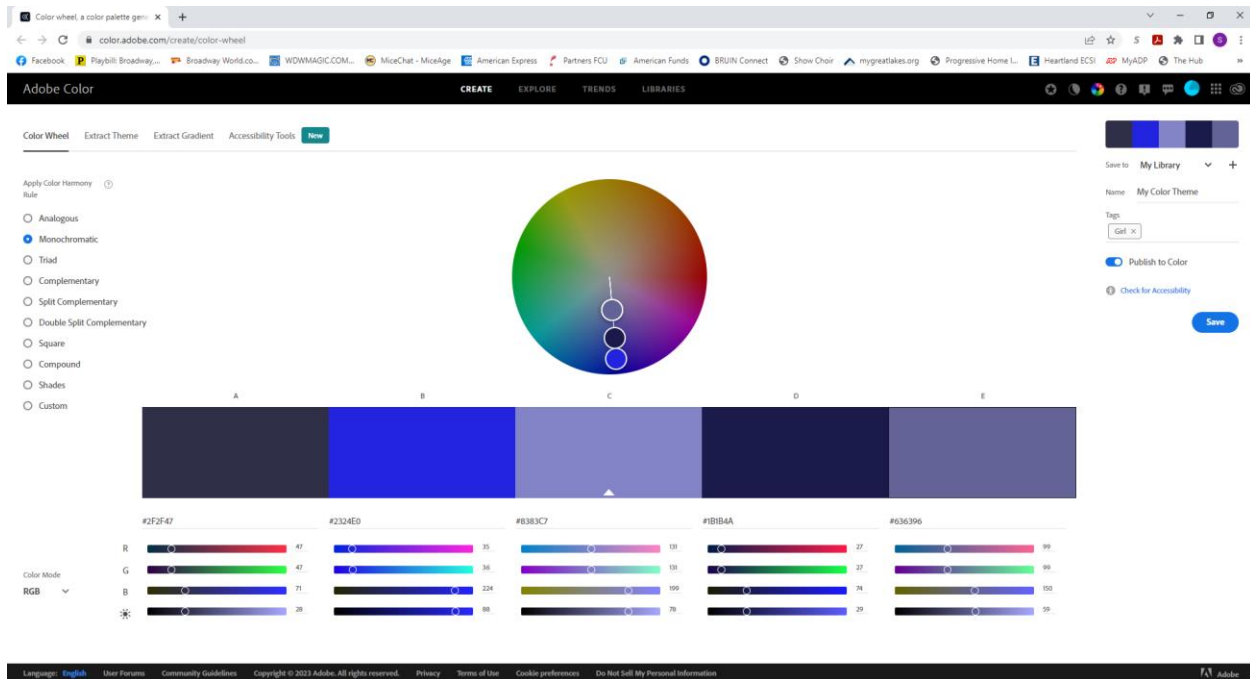 Color wheel, a color palette gene
color.adobe.com/create/color-wheel
Facebook Playbill: Broadway,... Broadway World.co... WDWMAGIC.COM... MiceChat - MiceAge American Express Partners FCU American Funds BRUIN Connect Show Choir mygreatlakes.org Progressive Home I... Heartland ECSI MyADP The Hub »
Adobe Color CREATE EXPLORE TRENDS LIBRARIES
Color Wheel Extract Theme Extract Gradient Accessibility Tools New
Apply Color Harmony
Rule
Analogous
Monochromatic
Triad
Complementary
Split Complementary
Double Split Complementary
Square
Compound
Shades
Custom
Save to My Library
Name My Color Theme
Tags
Girl ×
Publish to Color
Check for Accessibility
Save
A B C D E
#2F2F47 #2324E0 #8383C7 #1B1B4A #636396
R 47 35 131 27 99
G 47 36 131 27 99
B 71 224 199 74 150
28 88 78 29 59
Color Mode
RGB
Language: English User Forums Community Guidelines Copyright © 2023 Adobe. All rights reserved. Privacy Terms of Use Cookie preferences Do Not Sell My Personal Information Adobe